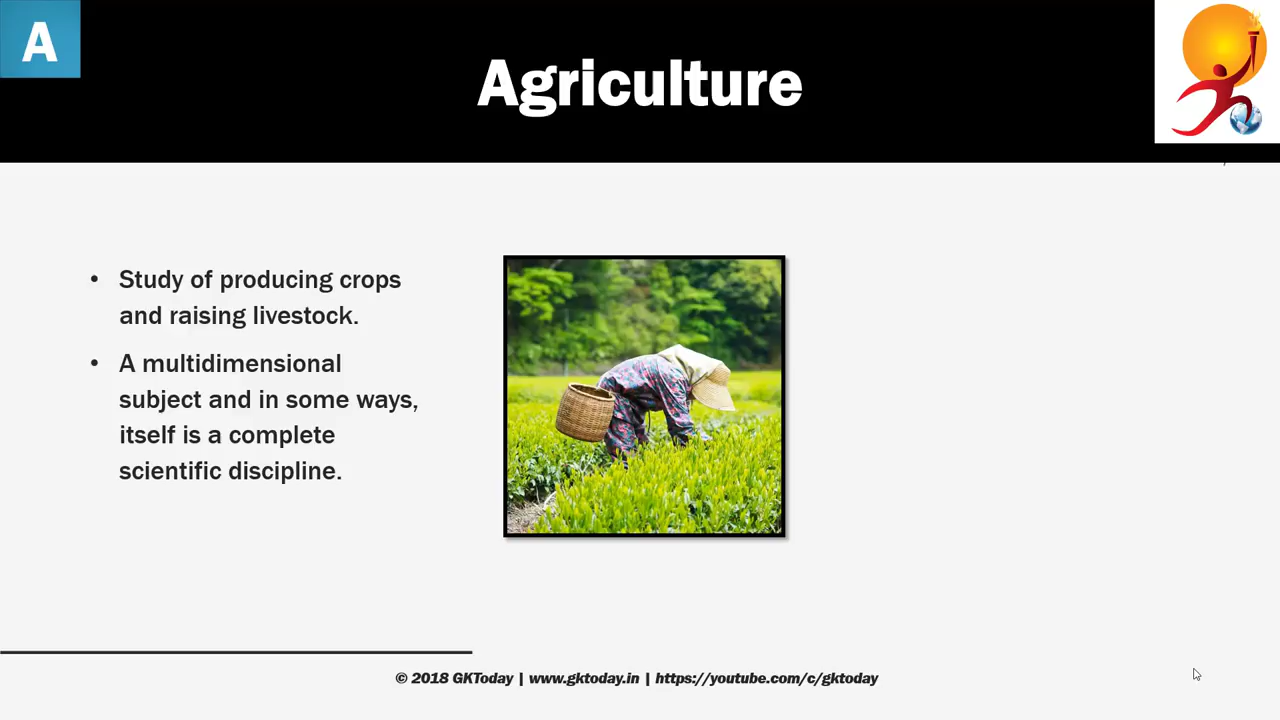 A
Agriculture
• Study of producing crops
and raising livestock.
• A multidimensional
subject and in some ways,
itself is a complete
scientific discipline.
© 2018 GKToday | www.gktoday.in | https://youtube.com/c/gktoday